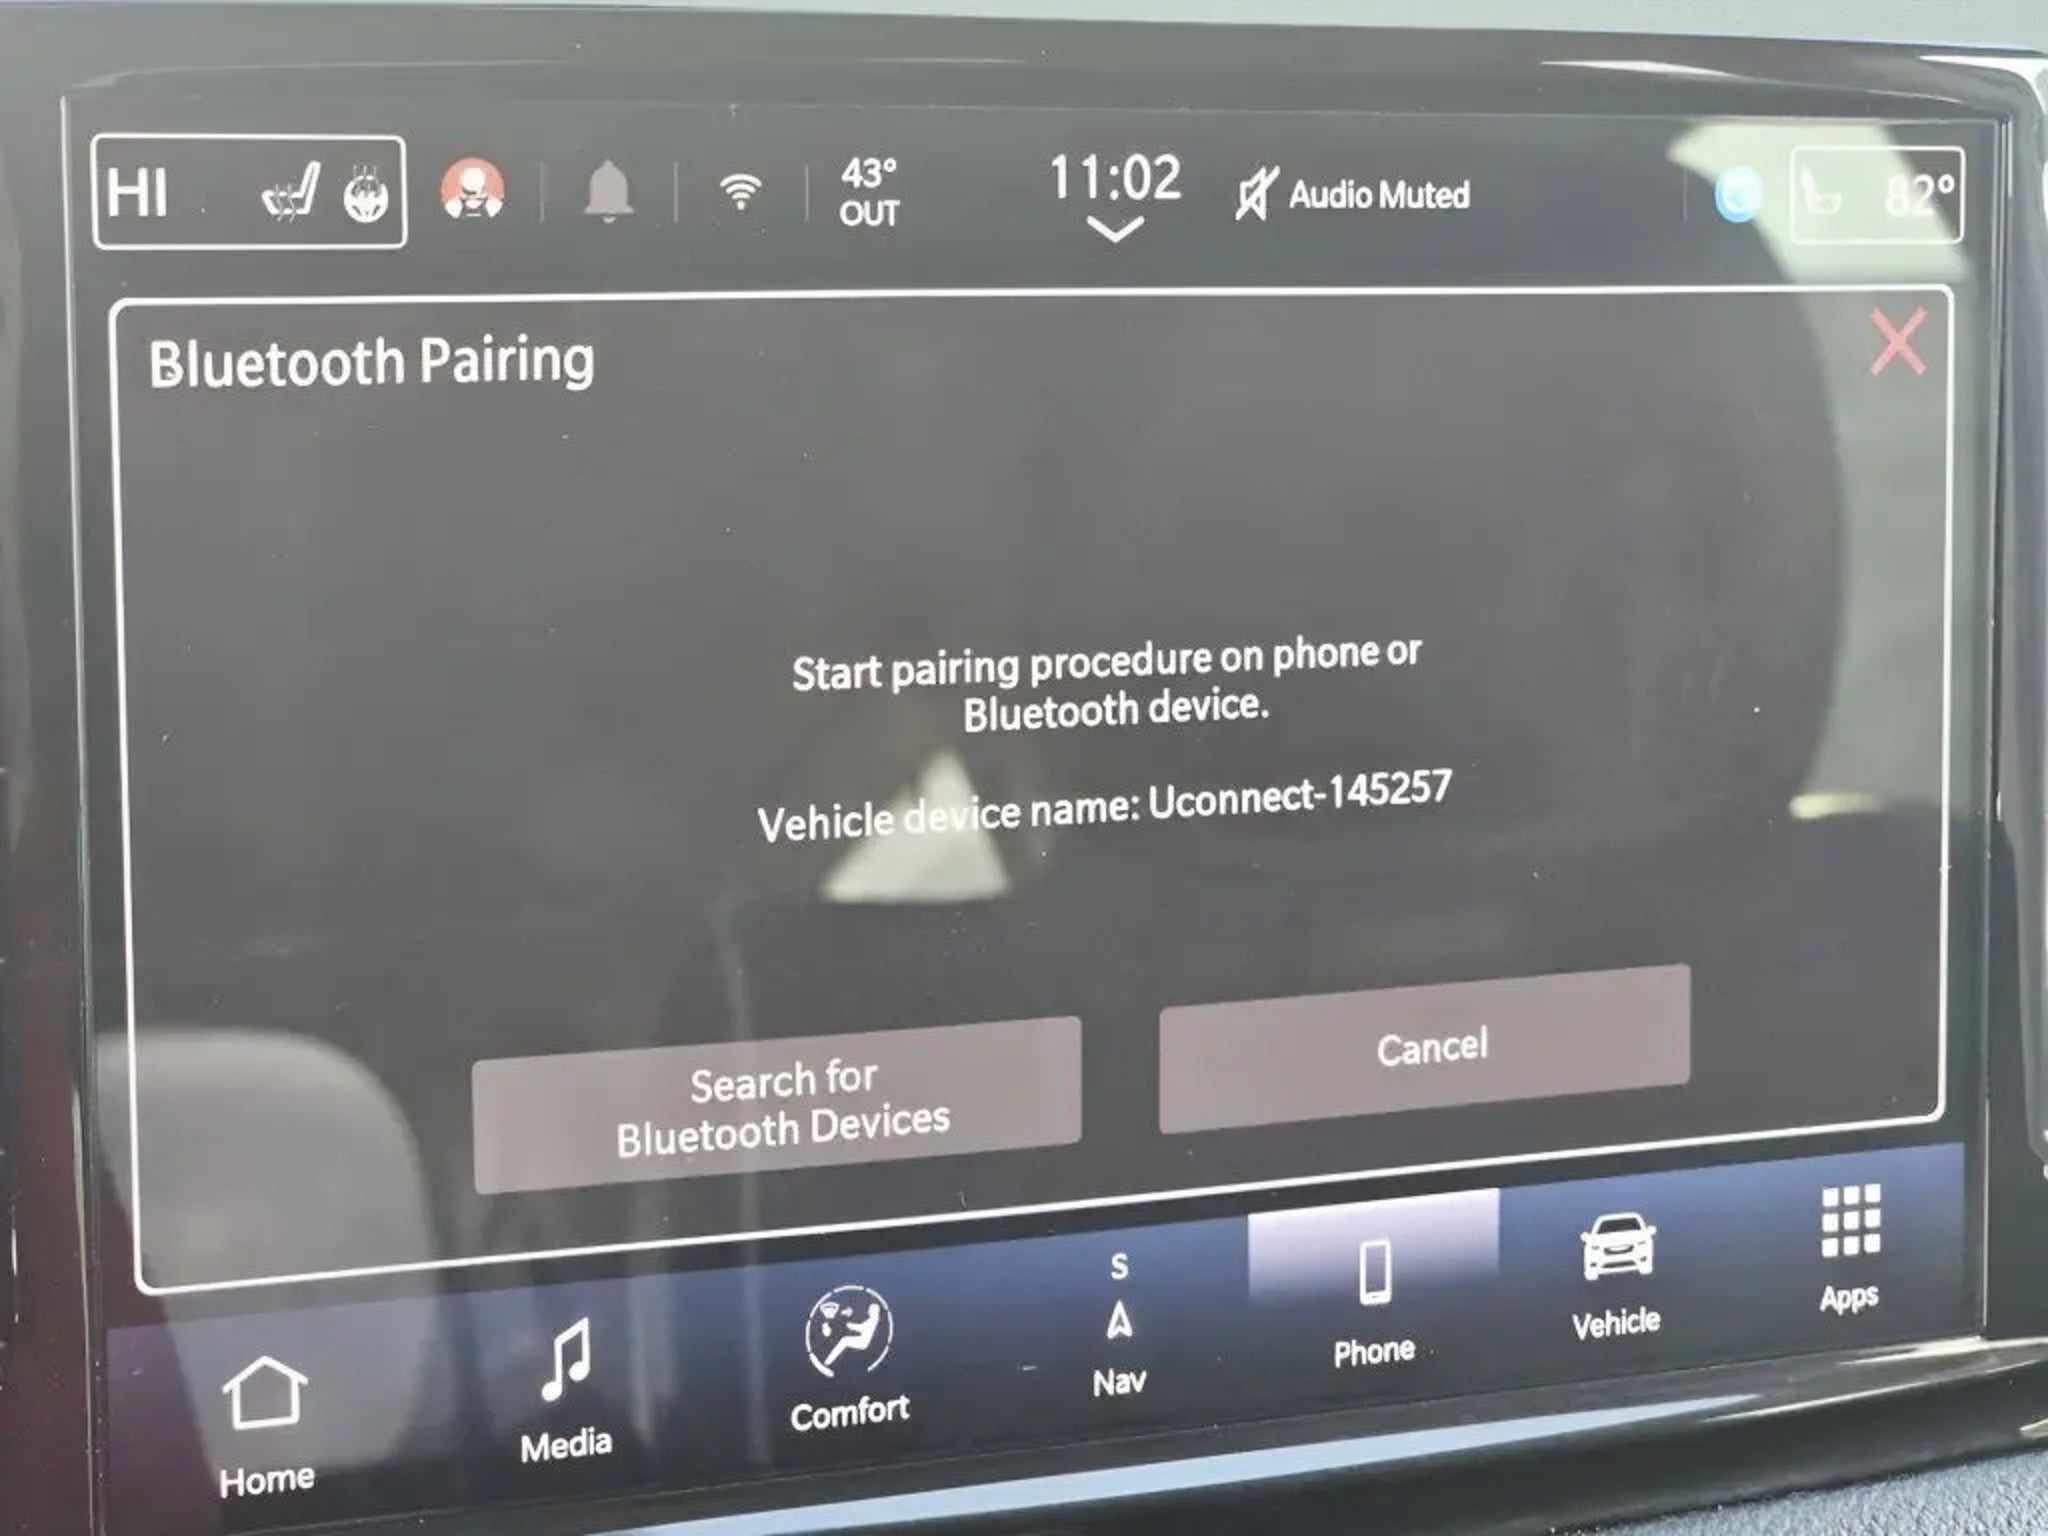 HI
43°
OUT
11:02
Audio Muted
82°
Bluetooth Pairing
Start pairing procedure on phone or
Bluetooth device.
Vehicle device name: Uconnect-145257
Search for
Bluetooth Devices
Cancel
Home
Media
Comfort
S
Nav
Phone
Vehicle
Apps